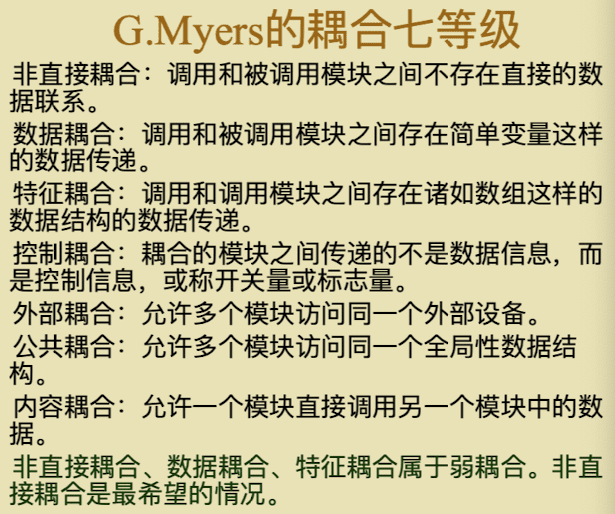 G.Myers的耦合七等级
非直接耦合：调用和被调用模块之间不存在直接的数
据联系。
数据耦合：调用和被调用模块之间存在简单变量这样
的数据传递。
特征耦合：调用和调用模块之间存在诸如数组这样的
数据结构的数据传递。
控制耦合：耦合的模块之间传递的不是数据信息，而
是控制信息，或称开关量或标志量。
外部耦合：允许多个模块访问同一个外部设备。
公共耦合：允许多个模块访问同一个全局性数据结
构。
内容耦合：允许一个模块直接调用另一个模块中的数
据。
非直接耦合、数据耦合、特征耦合属于弱耦合。非直
接耦合是最希望的情况。